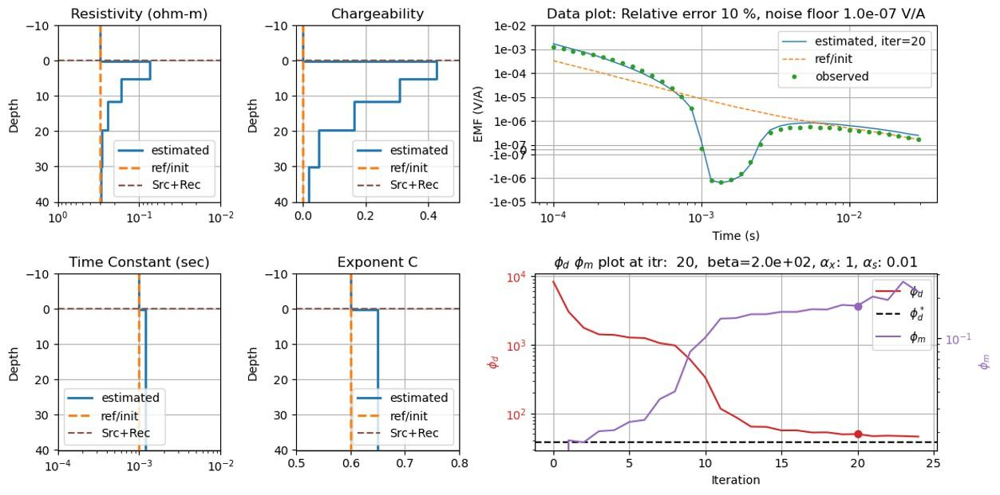 Resistivity (ohm-m)
Depth
−10
0
10
20
30
40
10⁰
10⁻¹
10⁻²
estimated
ref/init
Src+Rec
Chargeability
Depth
−10
0
10
20
30
40
0.0
0.2
0.4
estimated
ref/init
Src+Rec
Data plot: Relative error 10 %, noise floor 1.0e-07 V/A
EMF (V/A)
1e-02
1e-03
1e-04
1e-05
1e-06
1e-07
0
-1e-07
-1e-06
-1e-05
10⁻⁴
10⁻³
10⁻²
Time (s)
estimated, iter=20
ref/init
observed
Time Constant (sec)
Depth
−10
0
10
20
30
40
10⁻⁴
10⁻³
10⁻²
estimated
ref/init
Src+Rec
Exponent C
Depth
−10
0
10
20
30
40
0.5
0.6
0.7
0.8
estimated
ref/init
Src+Rec
ϕd ϕm plot at itr: 20, beta=2.0e+02, αx: 1, αs: 0.01
ϕd
10⁴
10³
10²
0
5
10
15
20
25
Iteration
ϕd
ϕd*
ϕm
10⁻¹
ϕm